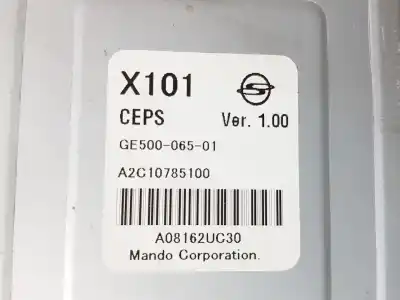 X101
CEPS Ver. 1.00
GE500-065-01
A2C10785100
A08162UC30
Mando Corporation.